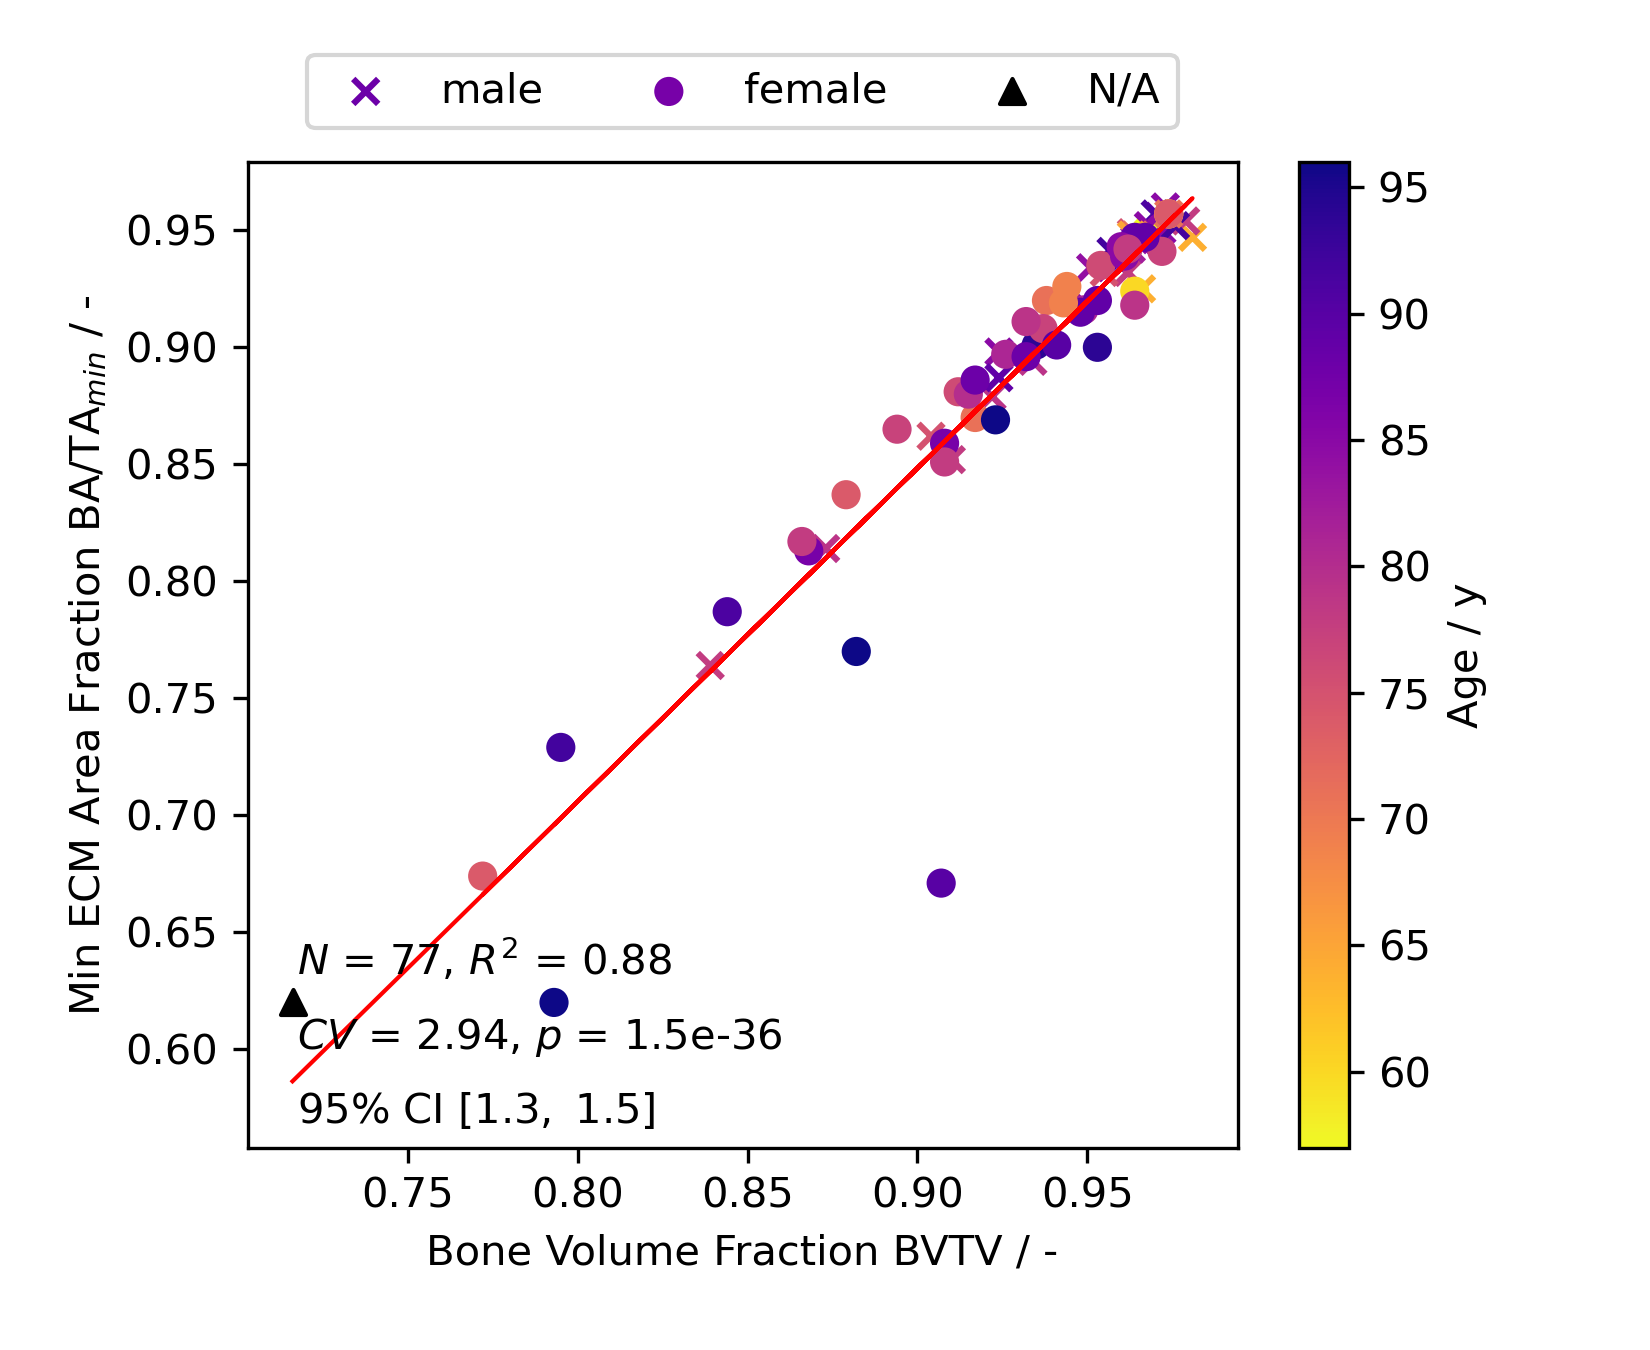 male female N/A
Min ECM Area Fraction BA/TA_min / -
0.95
0.90
0.85
0.80
0.75
0.70
0.65
0.60
N = 77, R² = 0.88
CV = 2.94, p = 1.5e-36
95% CI [1.3, 1.5]
0.75 0.80 0.85 0.90 0.95
Bone Volume Fraction BVTV / -
95
90
85
80
75
70
65
60
Age / y